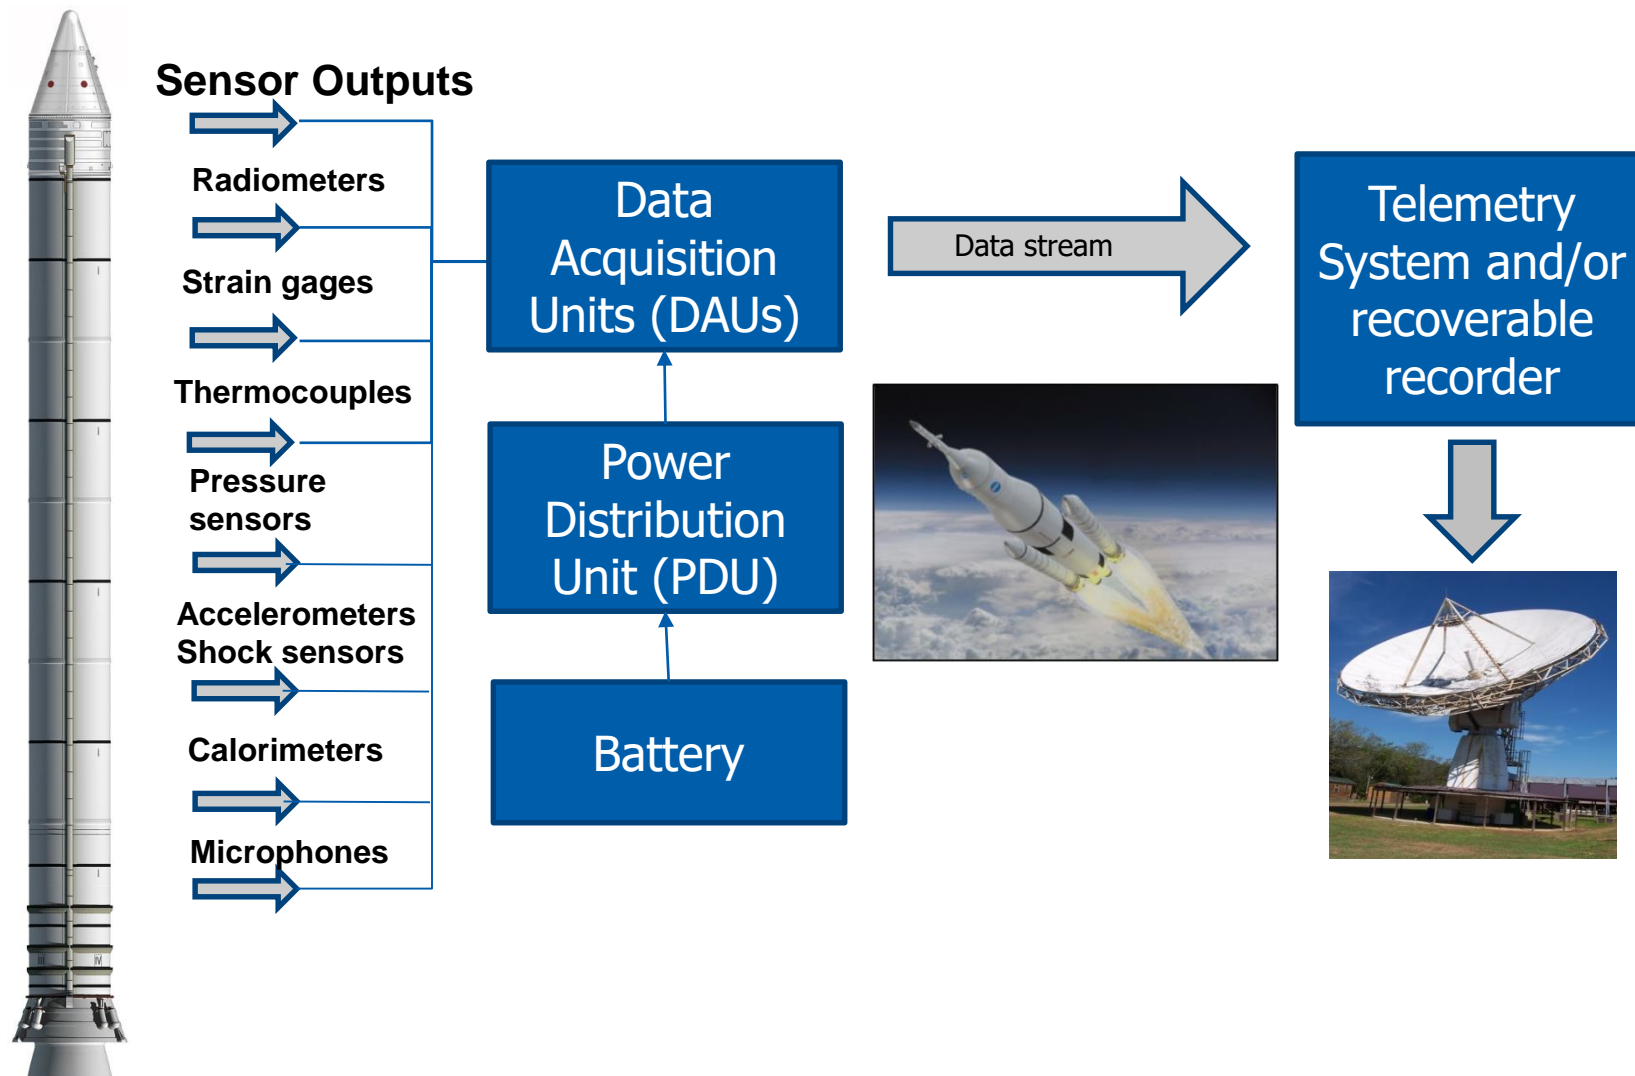 Sensor Outputs
Radiometers
Strain gages
Thermocouples
Pressure
sensors
Accelerometers
Shock sensors
Calorimeters
Microphones
Data
Acquisition
Units (DAUs)
Power
Distribution
Unit (PDU)
Battery
Data stream
Telemetry
System and/or
recoverable
recorder